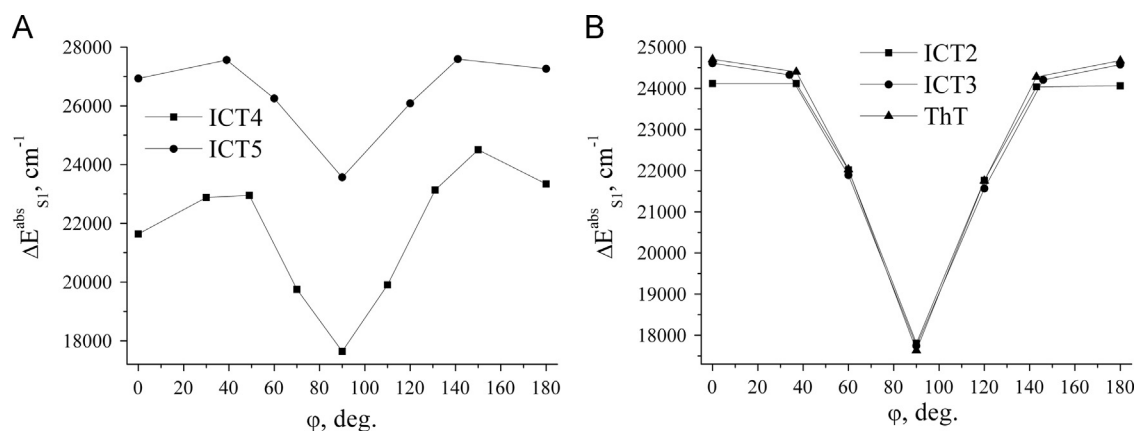 A
28000
26000
24000
22000
20000
18000
ΔE^abs_S1, cm^-1
ICT4
ICT5
0 20 40 60 80 100 120 140 160 180
φ, deg.
B
25000
24000
23000
22000
21000
20000
19000
18000
ΔE^abs_S1, cm^-1
ICT2
ICT3
ThT
0 20 40 60 80 100 120 140 160 180
φ, deg.